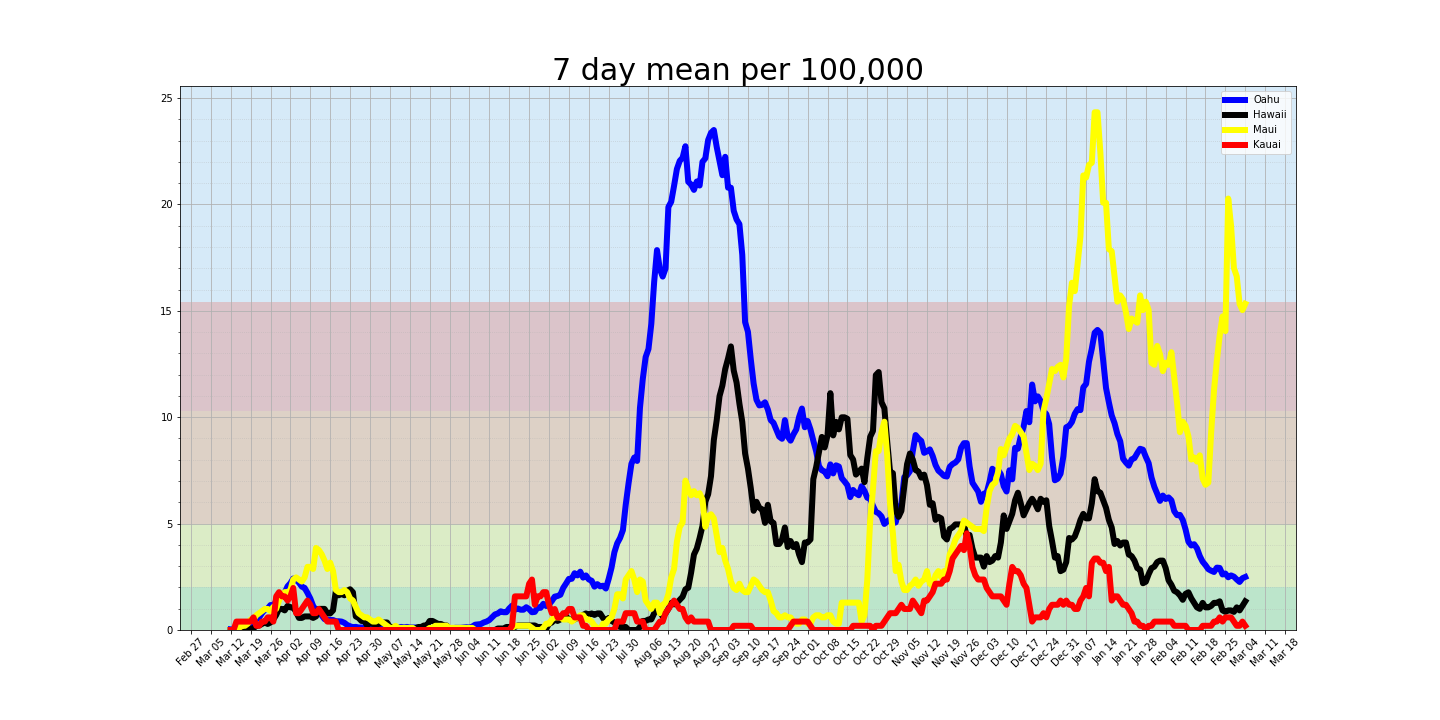 7 day mean per 100,000
25
20
15
10
5
0
Oahu
Hawaii
Maui
Kauai
Feb 27
Mar 05
Mar 12
Mar 19
Mar 26
Apr 02
Apr 09
Apr 16
Apr 23
Apr 30
May 07
May 14
May 21
May 28
Jun 04
Jun 11
Jun 18
Jun 25
Jul 02
Jul 09
Jul 16
Jul 23
Jul 30
Aug 06
Aug 13
Aug 20
Aug 27
Sep 03
Sep 10
Sep 17
Sep 24
Oct 01
Oct 08
Oct 15
Oct 22
Oct 29
Nov 05
Nov 12
Nov 19
Nov 26
Dec 03
Dec 10
Dec 17
Dec 24
Dec 31
Jan 07
Jan 14
Jan 21
Jan 28
Feb 04
Feb 11
Feb 18
Feb 25
Mar 04
Mar 11
Mar 18